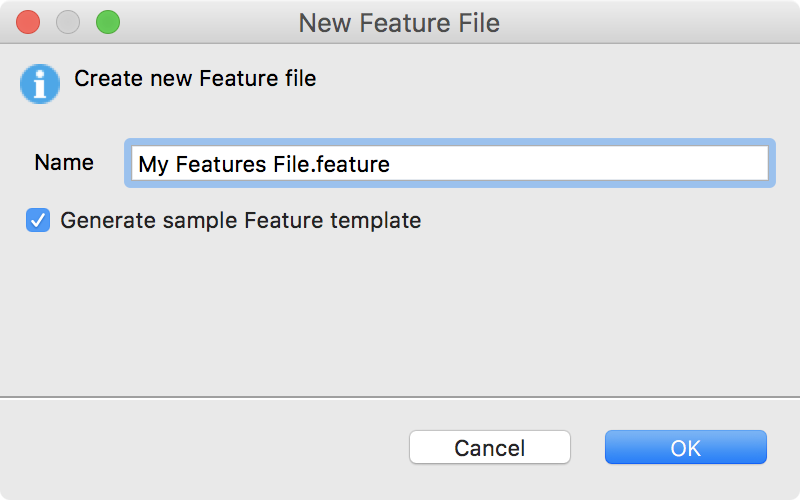 New Feature File
Create new Feature file
Name My Features File.feature
Generate sample Feature template
Cancel OK